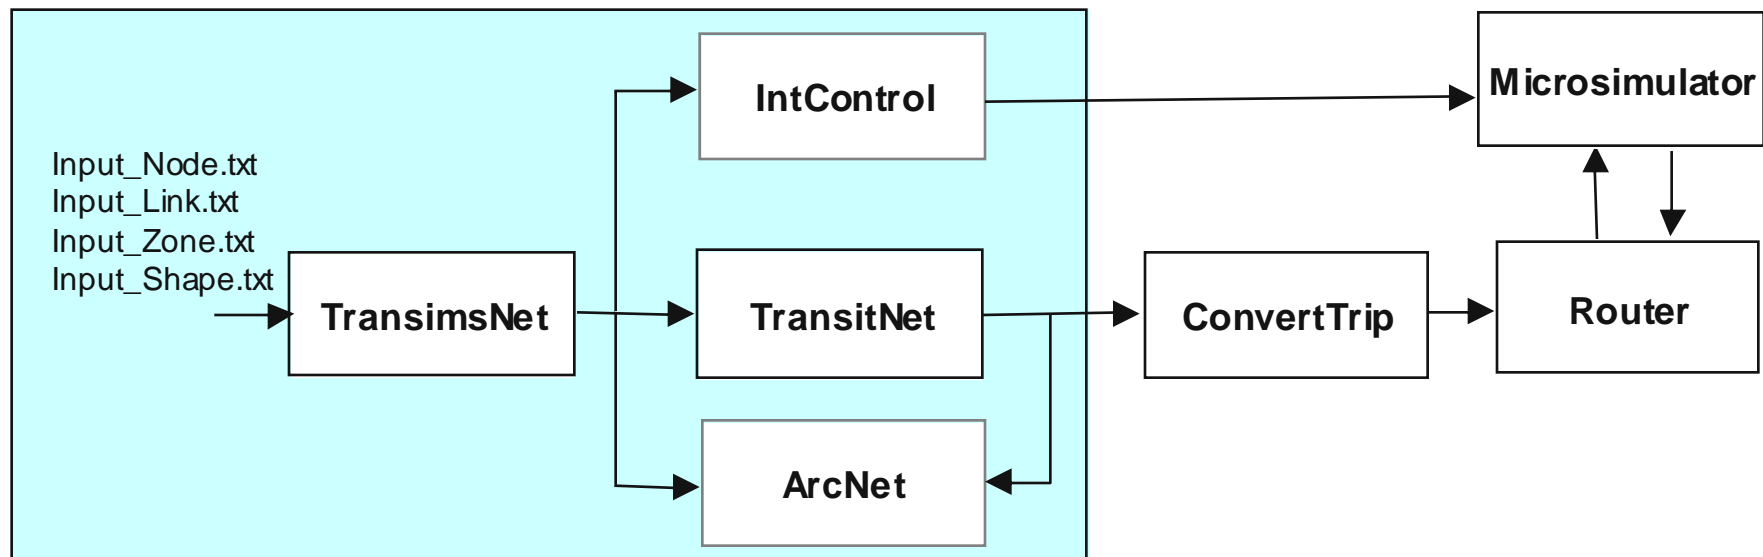 IntControl
Microsimulator
Input_Node.txt
Input_Link.txt
Input_Zone.txt
Input_Shape.txt
TransimsNet
TransitNet
ConvertTrip
Router
ArcNet